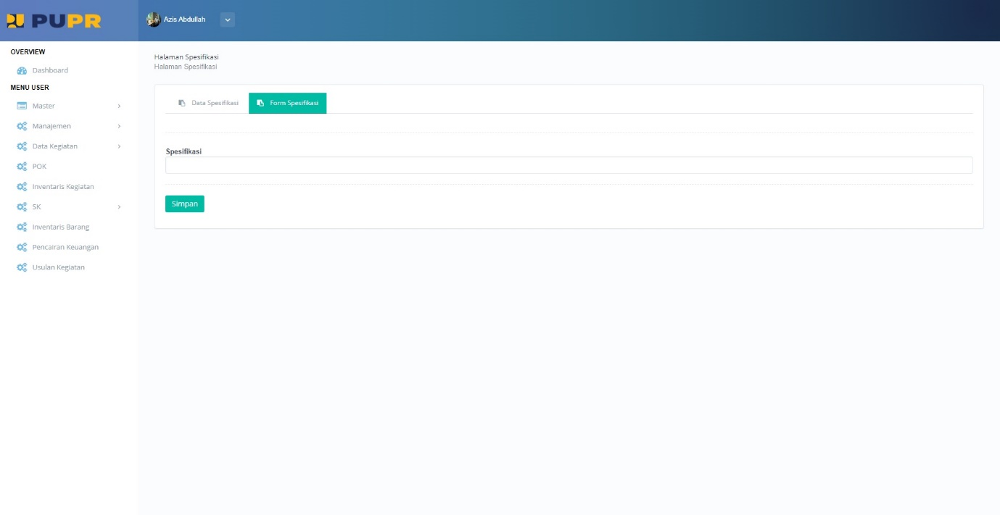 PUPR
Azis Abdullah
OVERVIEW
Dashboard
MENU USER
Master
Manajemen
Data Kegiatan
POK
Inventaris Kegiatan
SK
Inventaris Barang
Pencairan Keuangan
Usulan Kegiatan
Halaman Spesifikasi
Halaman Spesifikasi
Data Spesifikasi
Form Spesifikasi
Spesifikasi
Simpan